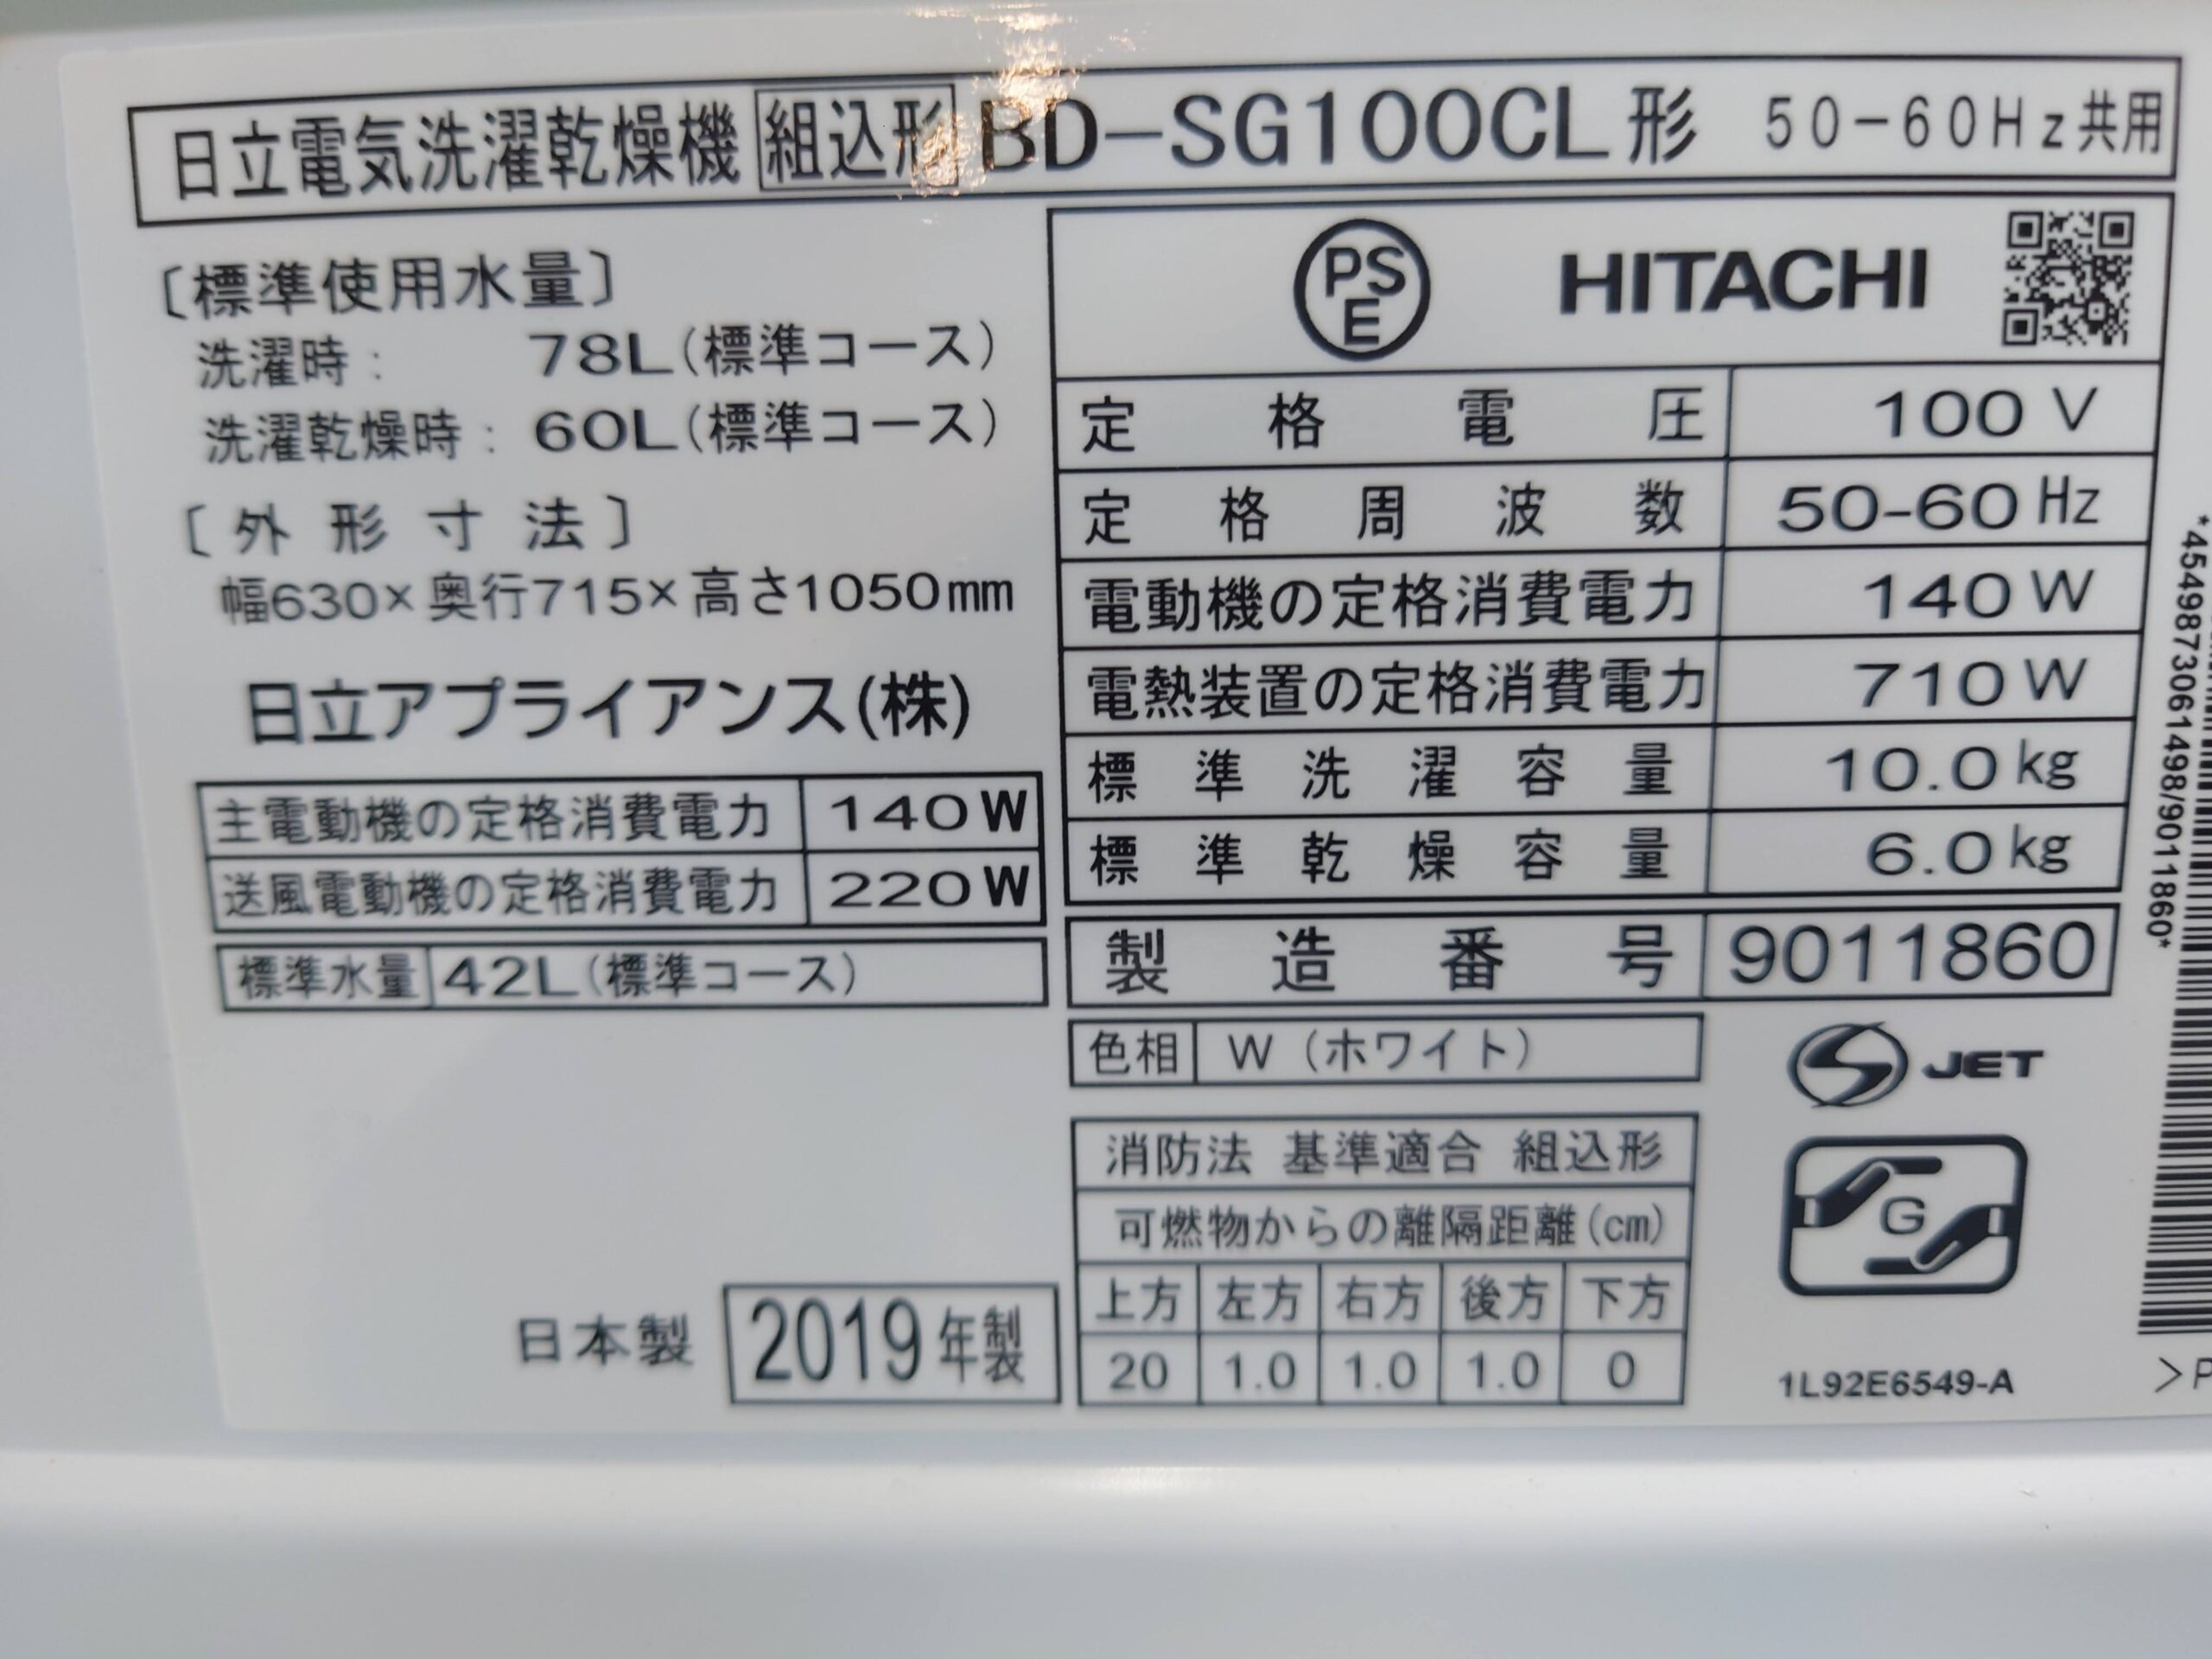 日立電気洗濯乾燥機 組込形 BD-SG100CL形 50-60Hz共用
〔標準使用水量〕
洗濯時: 78L(標準コース)
洗濯乾燥時: 60L(標準コース)
〔外形寸法〕
幅630×奥行715×高さ1050mm
日立アプライアンス(株)
主電動機の定格消費電力 140W
送風電動機の定格消費電力 220W
標準水量 42L(標準コース)
日本製 2019年製
PSE HITACHI
定格電圧 100V
定格周波数 50-60Hz
電動機の定格消費電力 140W
電熱装置の定格消費電力 710W
標準洗濯容量 10.0kg
標準乾燥容量 6.0kg
製造番号 9011860
色相 W(ホワイト)
JET
消防法 基準適合 組込形
可燃物からの離隔距離(cm)
上方 左方 右方 後方 下方
20 1.0 1.0 1.0 0
G
1L92E6549-A
*4549873061498/9011860*
>P